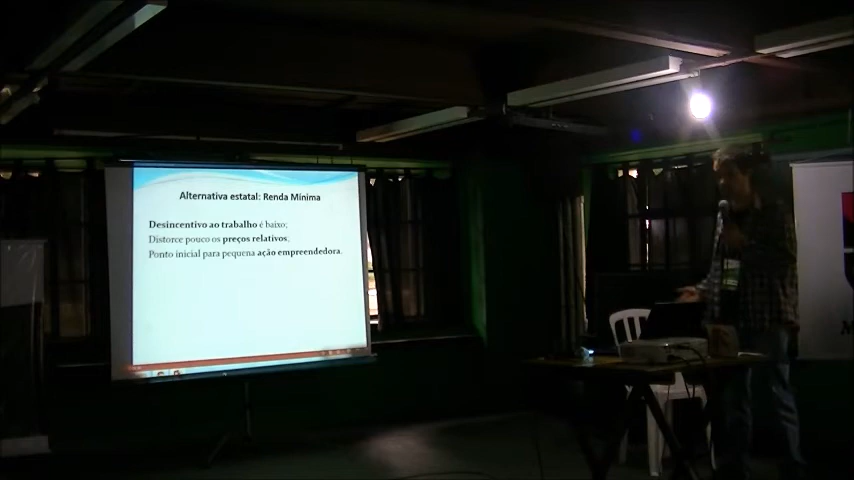 Alternativa estatal: Renda Mínima
Desincentivo ao trabalho é baixo;
Distorce pouco os preços relativos;
Ponto inicial para pequena ação empreendedora.